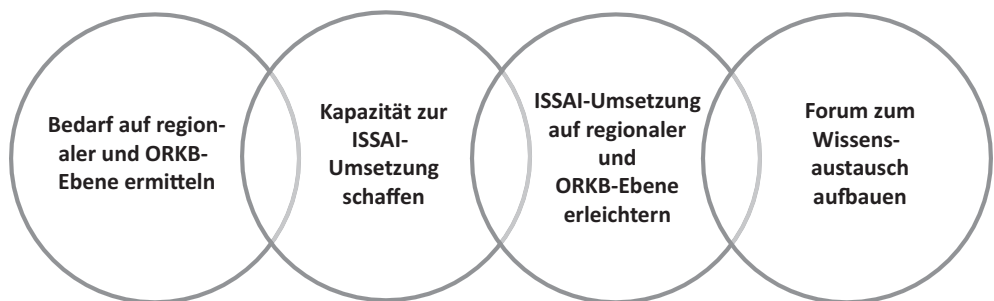 Bedarf auf region-
aler und ORKB-
Ebene ermitteln
Kapazität zur
ISSAI-
Umsetzung
schaffen
ISSAI-Umsetzung
auf regionaler
und
ORKB-Ebene
erleichtern
Forum zum
Wissens-
austausch
aufbauen